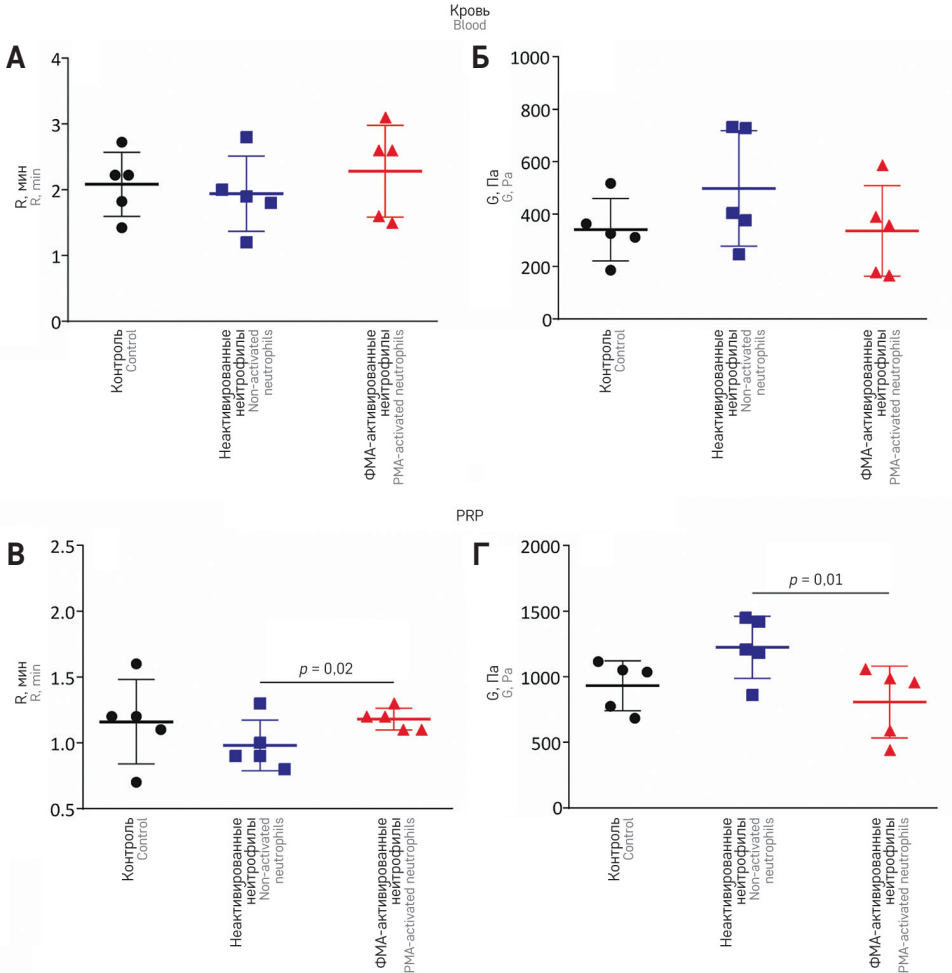 Кровь
Blood
А
4
3
2
1
0
R, мин
R, min
Контроль
Control
Неактивированные
нейтрофилы
Non-activated
neutrophils
ФМА-активированные
нейтрофилы
PMA-activated neutrophils
Б
1000
800
600
400
200
0
G, Па
G, Pa
Контроль
Control
Неактивированные
нейтрофилы
Non-activated
neutrophils
ФМА-активированные
нейтрофилы
PMA-activated neutrophils
PRP
В
2.5
2.0
1.5
1.0
0.5
R, мин
R, min
p = 0,02
Контроль
Control
Неактивированные
нейтрофилы
Non-activated
neutrophils
ФМА-активированные
нейтрофилы
PMA-activated neutrophils
Г
2000
1500
1000
500
0
G, Па
G, Pa
p = 0,01
Контроль
Control
Неактивированные
нейтрофилы
Non-activated
neutrophils
ФМА-активированные
нейтрофилы
PMA-activated neutrophils